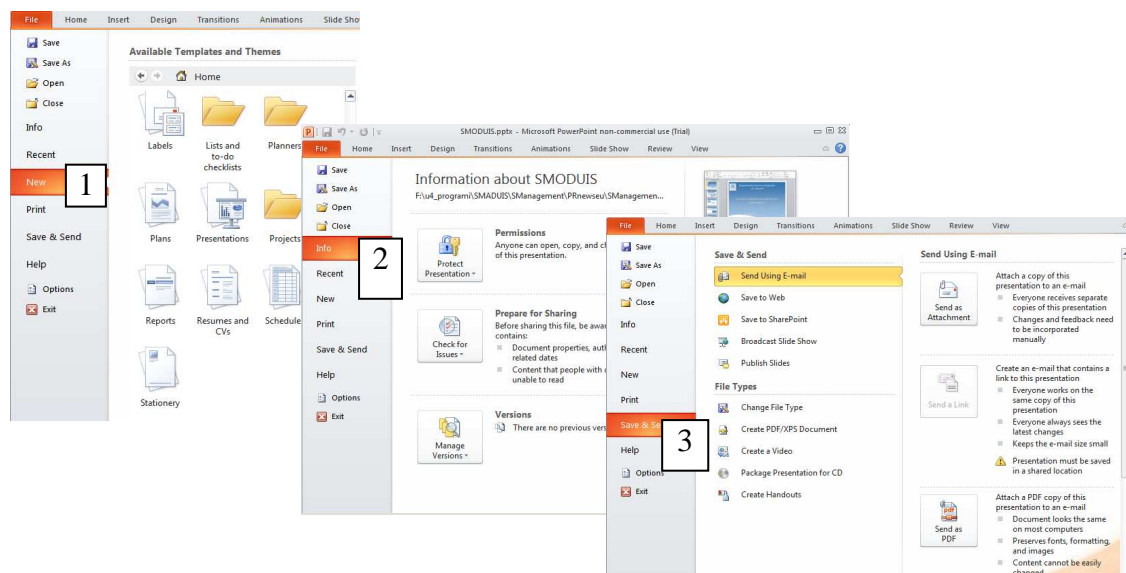 File Home Insert Design Transitions Animations Slide Sho
Save
Save As
Open
Close
Info
Recent
New
Print
Save & Send
Help
Options
Exit
1
Available Templates and Themes
Home
Labels
Lists and
to-do
checklists
Planners
Plans
Presentations
Projects
Reports
Resumes and
CVs
Schedule
Stationery
SMODUIS.pptx - Microsoft PowerPoint non-commercial use (Trial)
File Home Insert Design Transitions Animations Slide Show Review View
Save
Save As
Open
Close
Info
Recent
New
Print
Save & Send
Help
Options
Exit
2
Information about SMODUIS
F:\u4_programi\SMADUIS\SManagement\PRnewseu\SManagemen...
Protect
Presentation
Permissions
Anyone can open, copy, and ch
of this presentation.
Check for
Issues
Prepare for Sharing
Before sharing this file, be awar
contains:
Document properties, aut
related dates
Content that people with
unable to read
Manage
Versions
Versions
There are no previous vers
File Home Insert Design Transitions Animations Slide Show Review View
Save
Save As
Open
Close
Info
Recent
New
Print
Save & Se
Help
Options
Exit
3
Save & Send
Send Using E-mail
Save to Web
Save to SharePoint
Broadcast Slide Show
Publish Slides
File Types
Change File Type
Create PDF/XPS Document
Create a Video
Package Presentation for CD
Create Handouts
Send Using E-mail
Send as
Attachment
Attach a copy of this
presentation to an e-mail
Everyone receives separate
copies of this presentation
Changes and feedback need
to be incorporated
manually
Send a Link
Create an e-mail that contains a
link to this presentation
Everyone works on the
same copy of this
presentation
Everyone always sees the
latest changes
Keeps the e-mail size small
Presentation must be saved
in a shared location
Send as
PDF
Attach a PDF copy of this
presentation to an e-mail
Document looks the same
on most computers
Preserves fonts, formatting,
and images
Content cannot be easily
changed